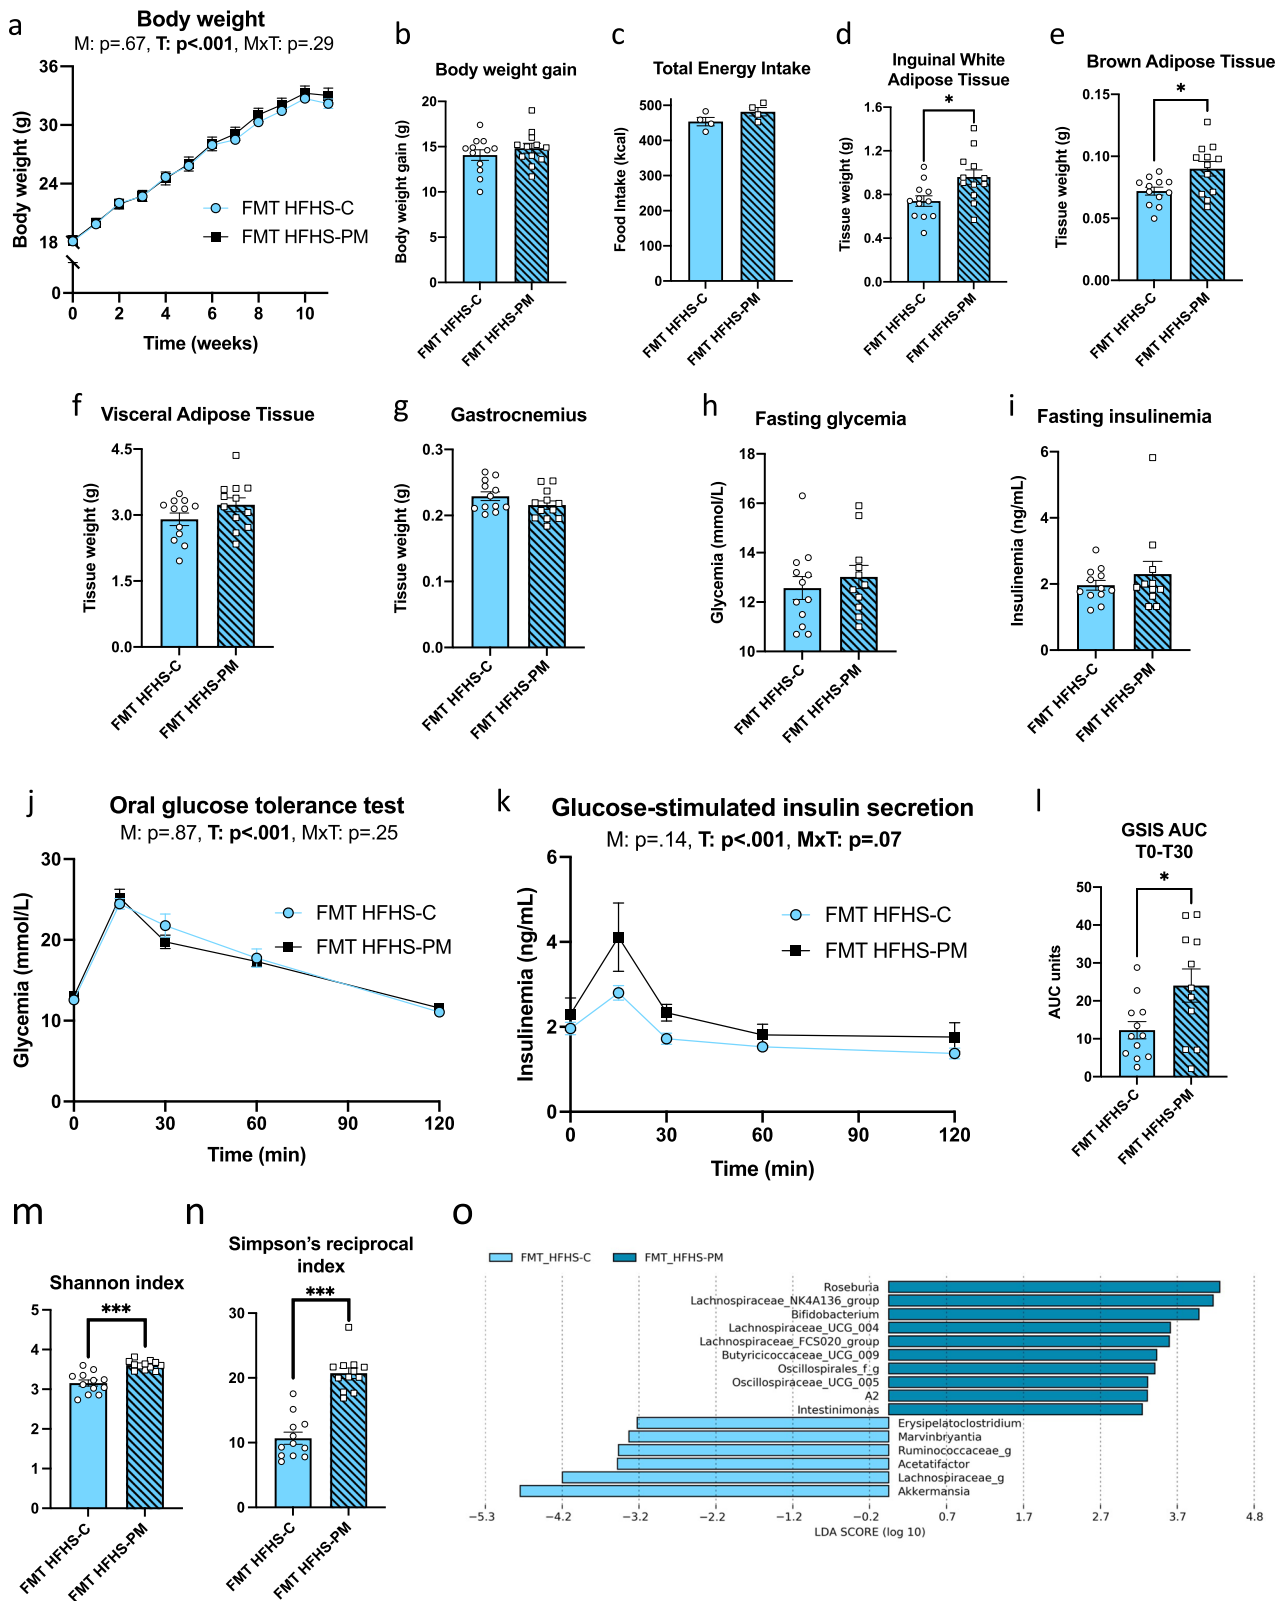 a
Body weight
M: p=.67, T: p<.001, MxT: p=.29
Body weight (g)
36
30
24
18
0
0 2 4 6 8 10
Time (weeks)
FMT HFHS-C
FMT HFHS-PM
b
Body weight gain
Body weight gain (g)
20
15
10
5
0
FMT HFHS-C
FMT HFHS-PM
c
Total Energy Intake
Food Intake (kcal)
500
400
300
200
100
0
FMT HFHS-C
FMT HFHS-PM
d
Inguinal White
Adipose Tissue
*
Tissue weight (g)
1.6
1.2
0.8
0.4
0.0
FMT HFHS-C
FMT HFHS-PM
e
Brown Adipose Tissue
*
Tissue weight (g)
0.15
0.10
0.05
0.00
FMT HFHS-C
FMT HFHS-PM
f
Visceral Adipose Tissue
Tissue weight (g)
4.5
3.0
1.5
0.0
FMT HFHS-C
FMT HFHS-PM
g
Gastrocnemius
Tissue weight (g)
0.3
0.2
0.1
0.0
FMT HFHS-C
FMT HFHS-PM
h
Fasting glycemia
Glycemia (mmol/L)
18
16
14
12
10
FMT HFHS-C
FMT HFHS-PM
i
Fasting insulinemia
Insulinemia (ng/mL)
6
4
2
0
FMT HFHS-C
FMT HFHS-PM
j
Oral glucose tolerance test
M: p=.87, T: p<.001, MxT: p=.25
Glycemia (mmol/L)
30
20
10
0
0 30 60 90 120
Time (min)
FMT HFHS-C
FMT HFHS-PM
k
Glucose-stimulated insulin secretion
M: p=.14, T: p<.001, MxT: p=.07
Insulinemia (ng/mL)
6
4
2
0
0 30 60 90 120
Time (min)
FMT HFHS-C
FMT HFHS-PM
l
GSIS AUC
T0-T30
*
AUC units
50
40
30
20
10
0
FMT HFHS-C
FMT HFHS-PM
m
Shannon index
***
5
4
3
2
1
0
FMT HFHS-C
FMT HFHS-PM
n
Simpson's reciprocal
index
***
30
20
10
0
FMT HFHS-C
FMT HFHS-PM
o
FMT_HFHS-C FMT_HFHS-PM
Roseburia
Lachnospiraceae_NK4A136_group
Bifidobacterium
Lachnospiraceae_UCG_004
Lachnospiraceae_FCS020_group
Butyricicoccaceae_UCG_009
Oscillospirales_f_g
Oscillospiraceae_UCG_005
A2
Intestinimonas
Erysipelatoclostridium
Marvinbryantia
Ruminococcaceae_g
Acetatifactor
Lachnospiraceae_g
Akkermansia
−5.3 −4.2 −3.2 −2.2 −1.2 −0.2 0.7 1.7 2.7 3.7 4.8
LDA SCORE (log 10)